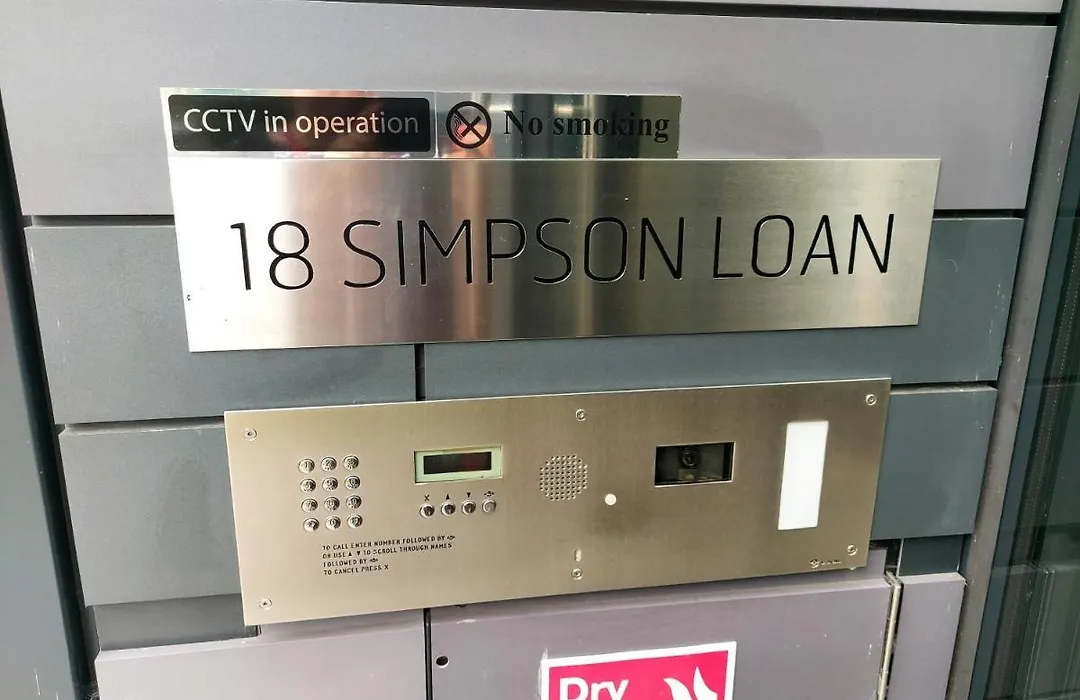 CCTV in operation
No smoking
18 SIMPSON LOAN
X
TO CALL ENTER NUMBER FOLLOWED BY
OR USE ▲ ▼ TO SCROLL THROUGH NAMES
FOLLOWED BY
TO CANCEL PRESS X
Dry